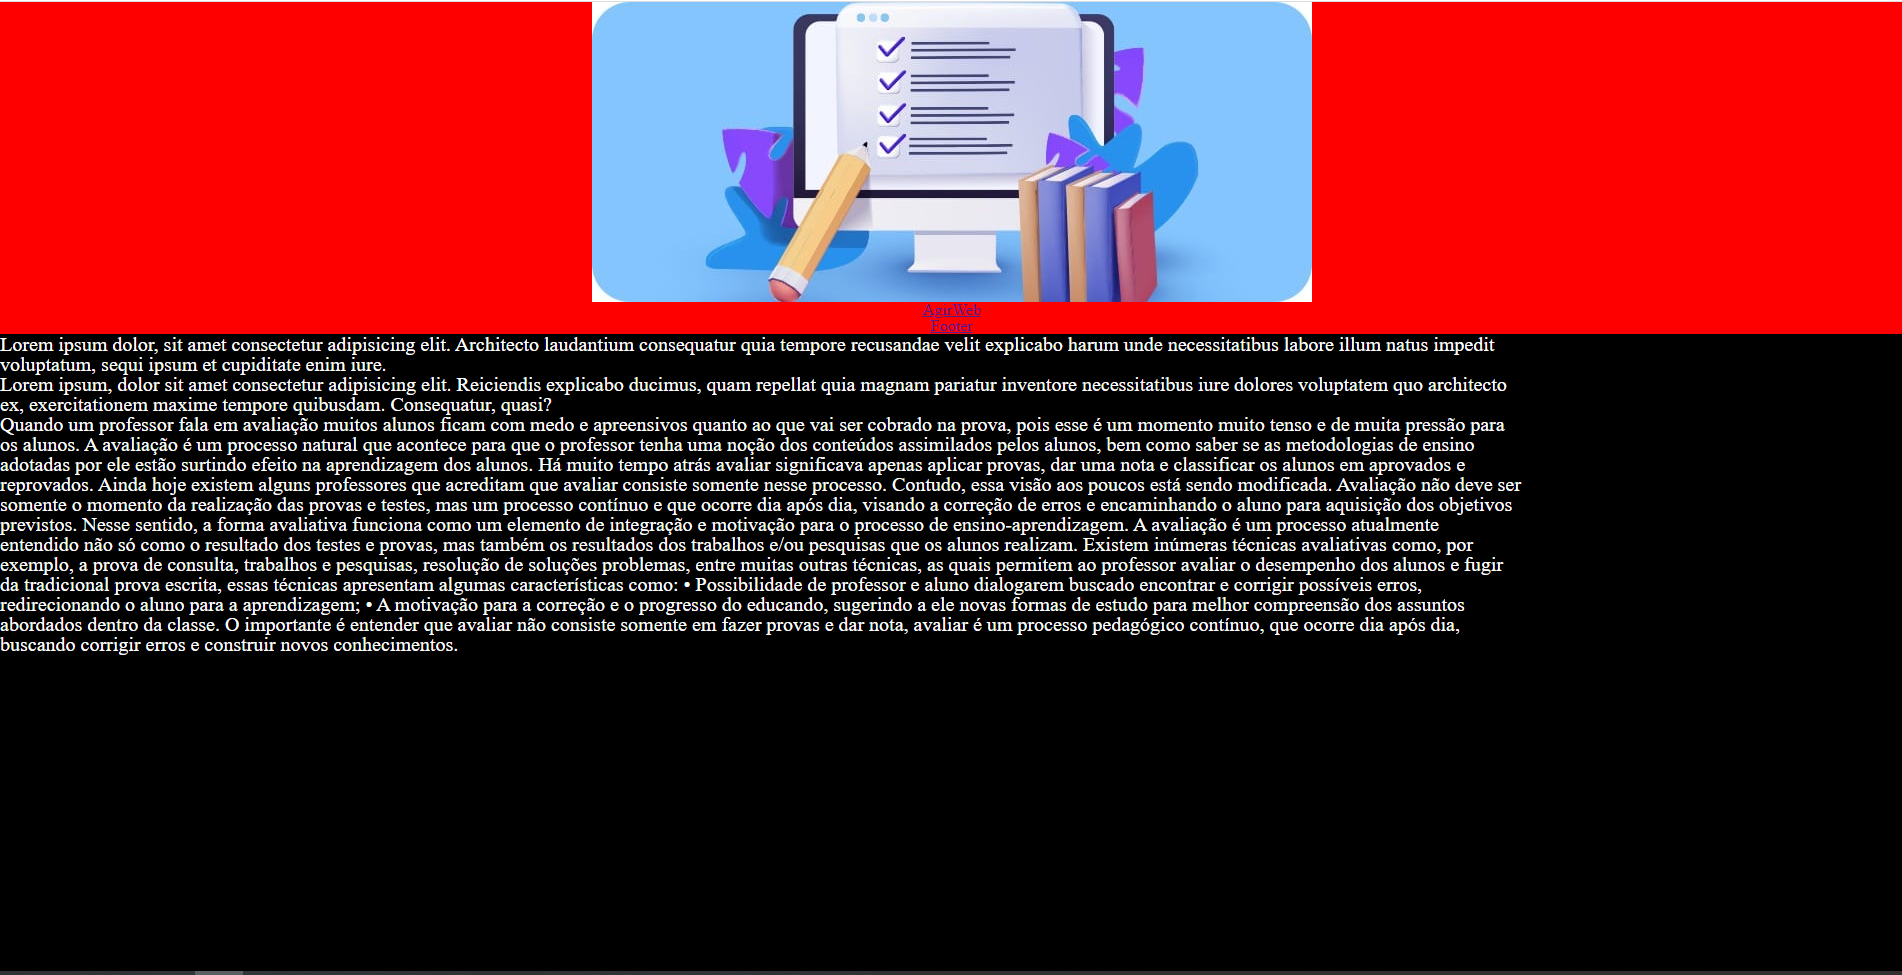 AgirWeb
Footer
Lorem ipsum dolor, sit amet consectetur adipisicing elit. Architecto laudantium consequatur quia tempore recusandae velit explicabo harum unde necessitatibus labore illum natus impedit
voluptatum, sequi ipsum et cupiditate enim iure.
Lorem ipsum, dolor sit amet consectetur adipisicing elit. Reiciendis explicabo ducimus, quam repellat quia magnam pariatur inventore necessitatibus iure dolores voluptatem quo architecto
ex, exercitationem maxime tempore quibusdam. Consequatur, quasi?
Quando um professor fala em avaliação muitos alunos ficam com medo e apreensivos quanto ao que vai ser cobrado na prova, pois esse é um momento muito tenso e de muita pressão para
os alunos. A avaliação é um processo natural que acontece para que o professor tenha uma noção dos conteúdos assimilados pelos alunos, bem como saber se as metodologias de ensino
adotadas por ele estão surtindo efeito na aprendizagem dos alunos. Há muito tempo atrás avaliar significava apenas aplicar provas, dar uma nota e classificar os alunos em aprovados e
reprovados. Ainda hoje existem alguns professores que acreditam que avaliar consiste somente nesse processo. Contudo, essa visão aos poucos está sendo modificada. Avaliação não deve ser
somente o momento da realização das provas e testes, mas um processo contínuo e que ocorre dia após dia, visando a correção de erros e encaminhando o aluno para aquisição dos objetivos
previstos. Nesse sentido, a forma avaliativa funciona como um elemento de integração e motivação para o processo de ensino-aprendizagem. A avaliação é um processo atualmente
entendido não só como o resultado dos testes e provas, mas também os resultados dos trabalhos e/ou pesquisas que os alunos realizam. Existem inúmeras técnicas avaliativas como, por
exemplo, a prova de consulta, trabalhos e pesquisas, resolução de soluções problemas, entre muitas outras técnicas, as quais permitem ao professor avaliar o desempenho dos alunos e fugir
da tradicional prova escrita, essas técnicas apresentam algumas características como: • Possibilidade de professor e aluno dialogarem buscado encontrar e corrigir possíveis erros,
redirecionando o aluno para a aprendizagem; • A motivação para a correção e o progresso do educando, sugerindo a ele novas formas de estudo para melhor compreensão dos assuntos
abordados dentro da classe. O importante é entender que avaliar não consiste somente em fazer provas e dar nota, avaliar é um processo pedagógico contínuo, que ocorre dia após dia,
buscando corrigir erros e construir novos conhecimentos.